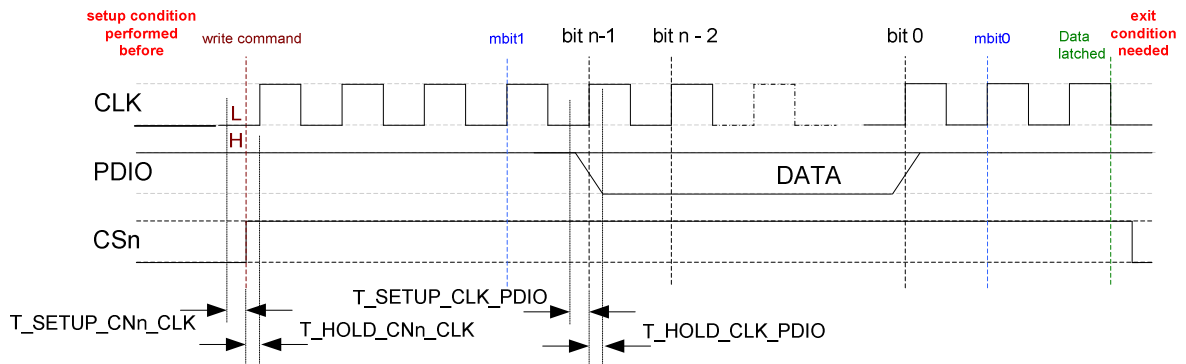 setup condition
performed
before
write command
mbit1
bit n-1
bit n - 2
bit 0
mbit0
Data
latched
exit
condition
needed
CLK
L
H
PDIO
DATA
CSn
T_SETUP_CNn_CLK
T_HOLD_CNn_CLK
T_SETUP_CLK_PDIO
T_HOLD_CLK_PDIO